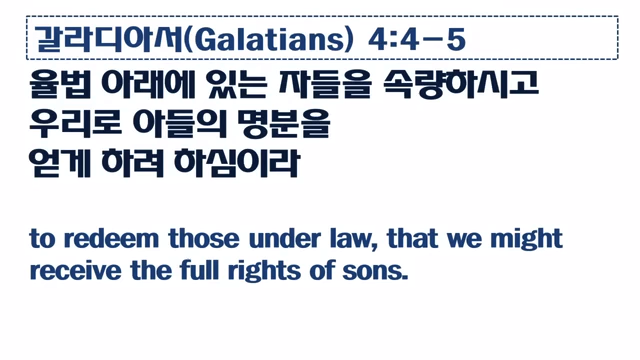 갈라디아서(Galatians) 4:4-5
율법 아래에 있는 자들을 속량하시고
우리로 아들의 명분을
얻게 하려 하심이라
to redeem those under law, that we might
receive the full rights of sons.